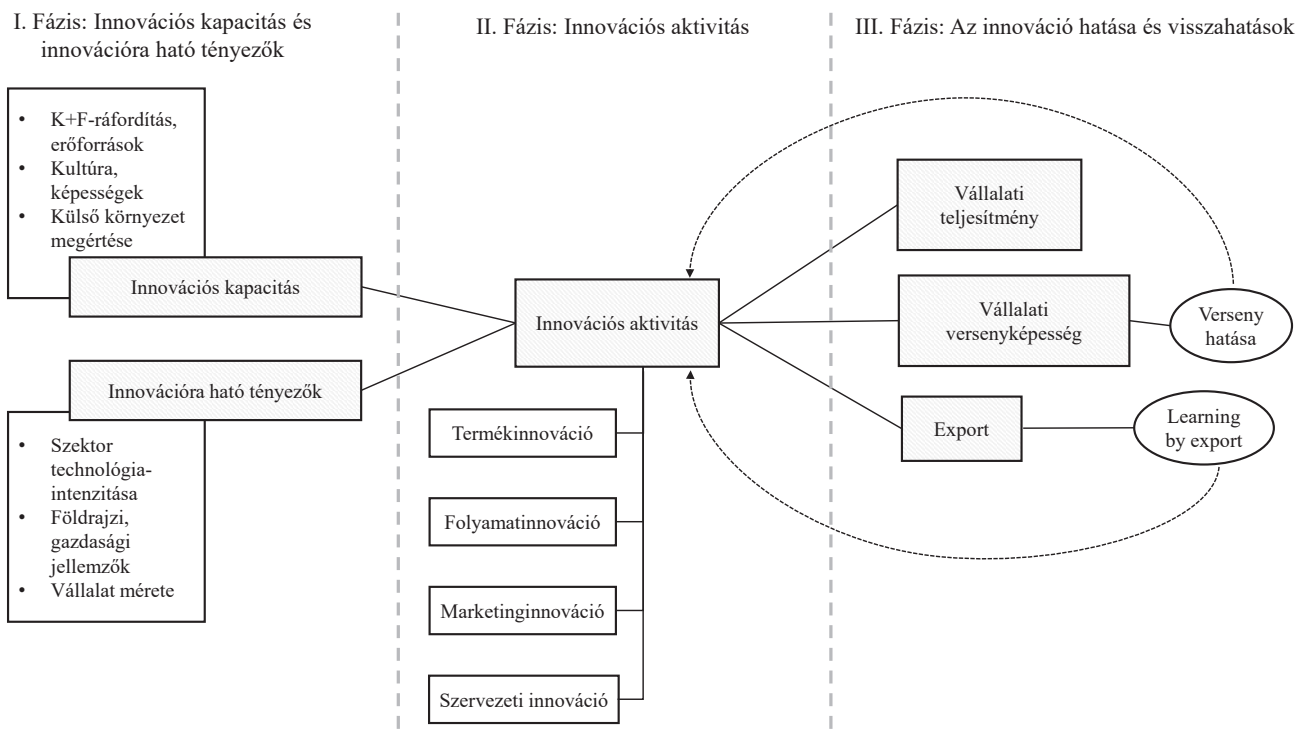 I. Fázis: Innovációs kapacitás és
innovációra ható tényezők
• K+F-ráfordítás,
erőforrások
• Kultúra,
képességek
• Külső környezet
megértése
Innovációs kapacitás
Innovációra ható tényezők
• Szektor
technológia-
intenzitása
• Földrajzi,
gazdasági
jellemzők
• Vállalat mérete
II. Fázis: Innovációs aktivitás
Innovációs aktivitás
Termékinnováció
Folyamatinnováció
Marketinginnováció
Szervezeti innováció
III. Fázis: Az innováció hatása és visszahatások
Vállalati
teljesítmény
Vállalati
versenyképesség
Verseny
hatása
Export
Learning
by export